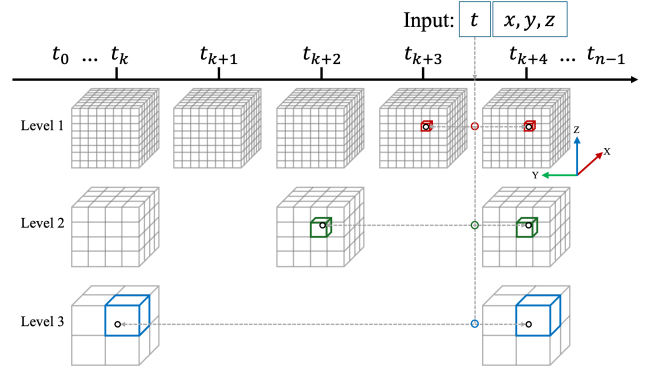 Input: t x, y, z
t₀ ... tₖ tₖ₊₁ tₖ₊₂ tₖ₊₃ tₖ₊₄ ... tₙ₋₁
Level 1
Z
X
Y
Level 2
Level 3